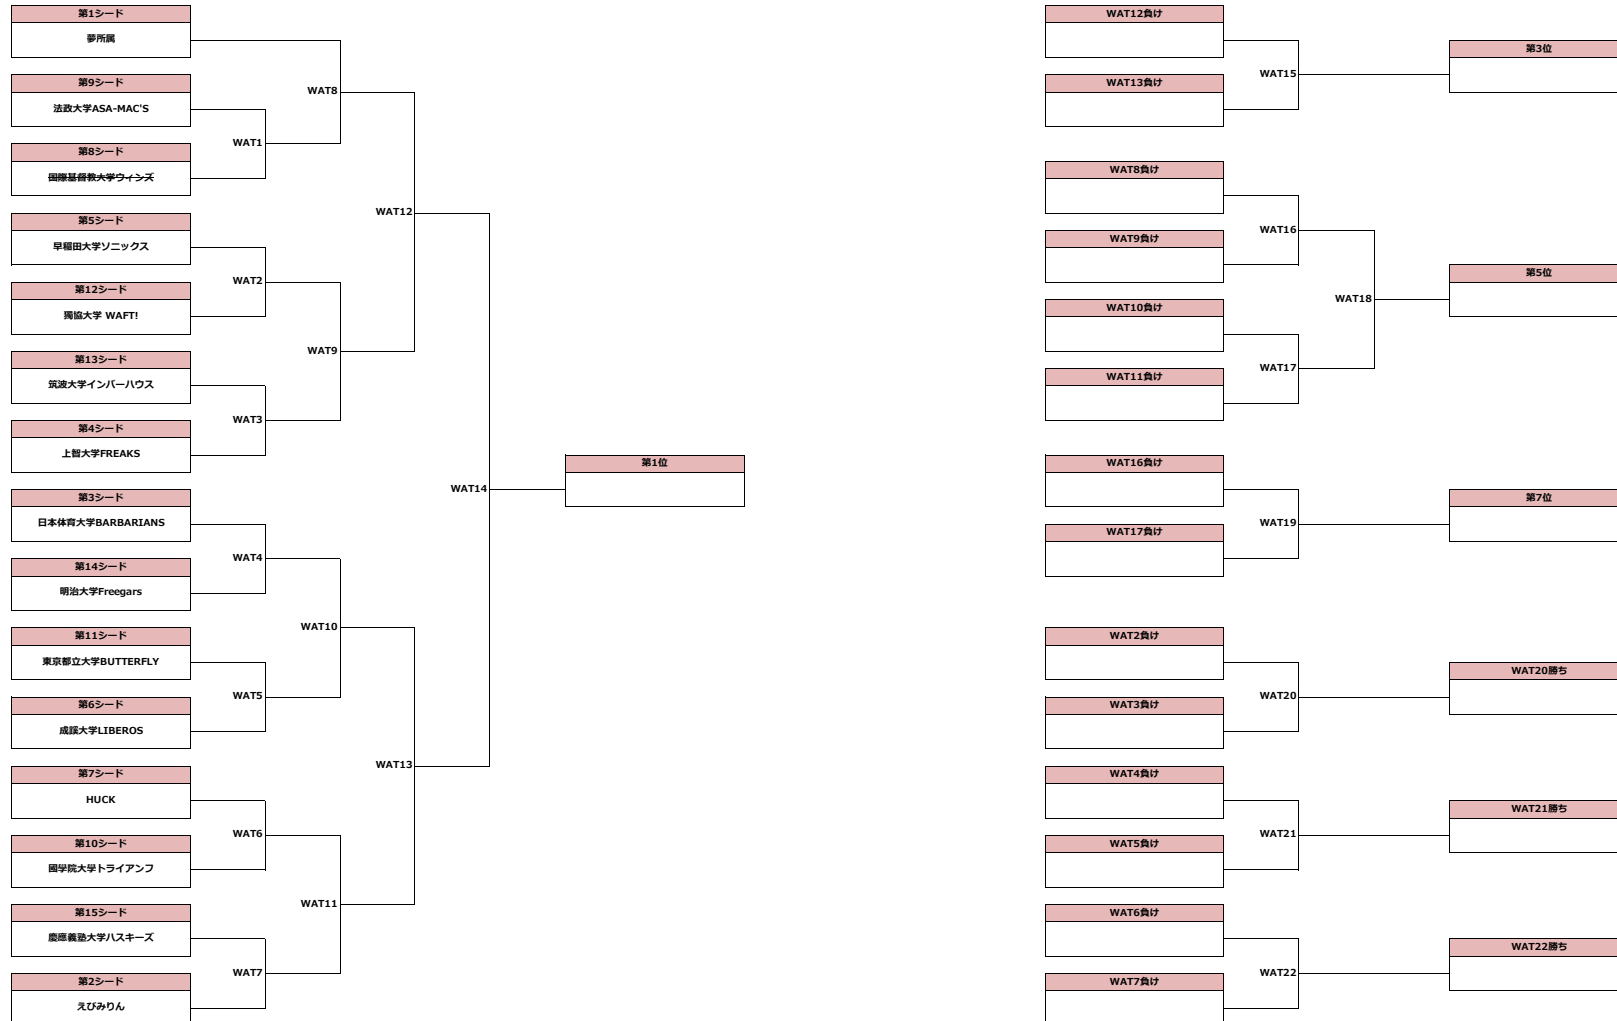 第1シード
夢所属
第9シード
法政大学ASA-MAC'S
第8シード
国際基督教大学ウィンズ
第5シード
早稲田大学ソニックス
第12シード
獨協大学 WAFT!
第13シード
筑波大学インバーハウス
第4シード
上智大学FREAKS
第3シード
日本体育大学BARBARIANS
第14シード
明治大学Freegars
第11シード
東京都立大学BUTTERFLY
第6シード
成蹊大学LIBEROS
第7シード
HUCK
第10シード
國學院大学トライアンフ
第15シード
慶應義塾大学ハスキーズ
第2シード
えびみりん
WAT1
WAT2
WAT3
WAT4
WAT5
WAT6
WAT7
WAT8
WAT9
WAT10
WAT11
WAT12
WAT13
WAT14
第1位
WAT12負け
WAT13負け
WAT15
第3位
WAT8負け
WAT9負け
WAT16
WAT10負け
WAT11負け
WAT17
WAT18
第5位
WAT16負け
WAT17負け
WAT19
第7位
WAT2負け
WAT3負け
WAT20
WAT20勝ち
WAT4負け
WAT5負け
WAT21
WAT21勝ち
WAT6負け
WAT7負け
WAT22
WAT22勝ち